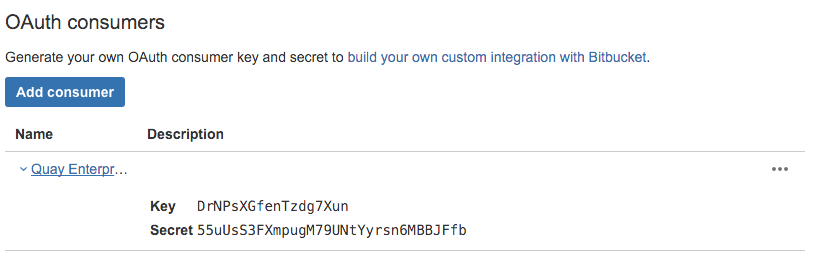 OAuth consumers
Generate your own OAuth consumer key and secret to build your own custom integration with Bitbucket.
Add consumer
Name Description
Quay Enterpr…
Key DrNPsXGfenTzdg7Xun
Secret 55uUsS3FXmpugM79UNtYyrsn6MBBJFfb